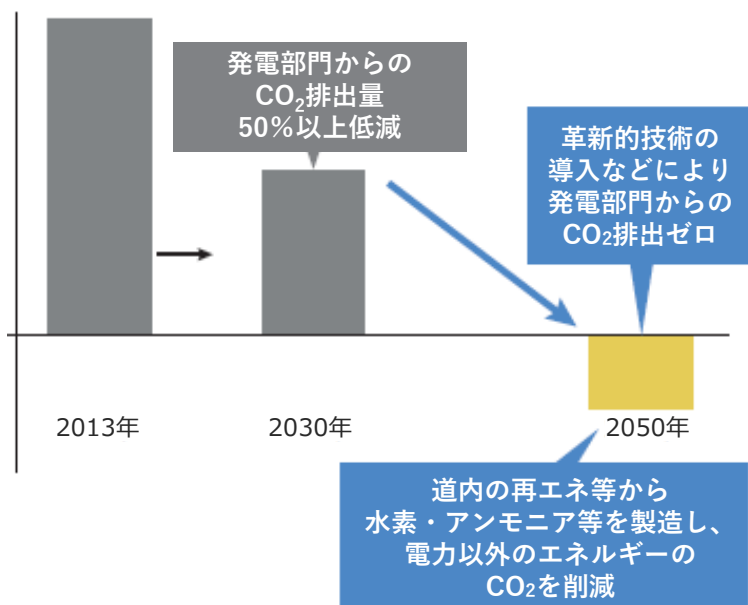 発電部門からの
CO₂排出量
50%以上低減
革新的技術の
導入などにより
発電部門からの
CO₂排出ゼロ
2013年
2030年
2050年
道内の再エネ等から
水素・アンモニア等を製造し、
電力以外のエネルギーの
CO₂を削減